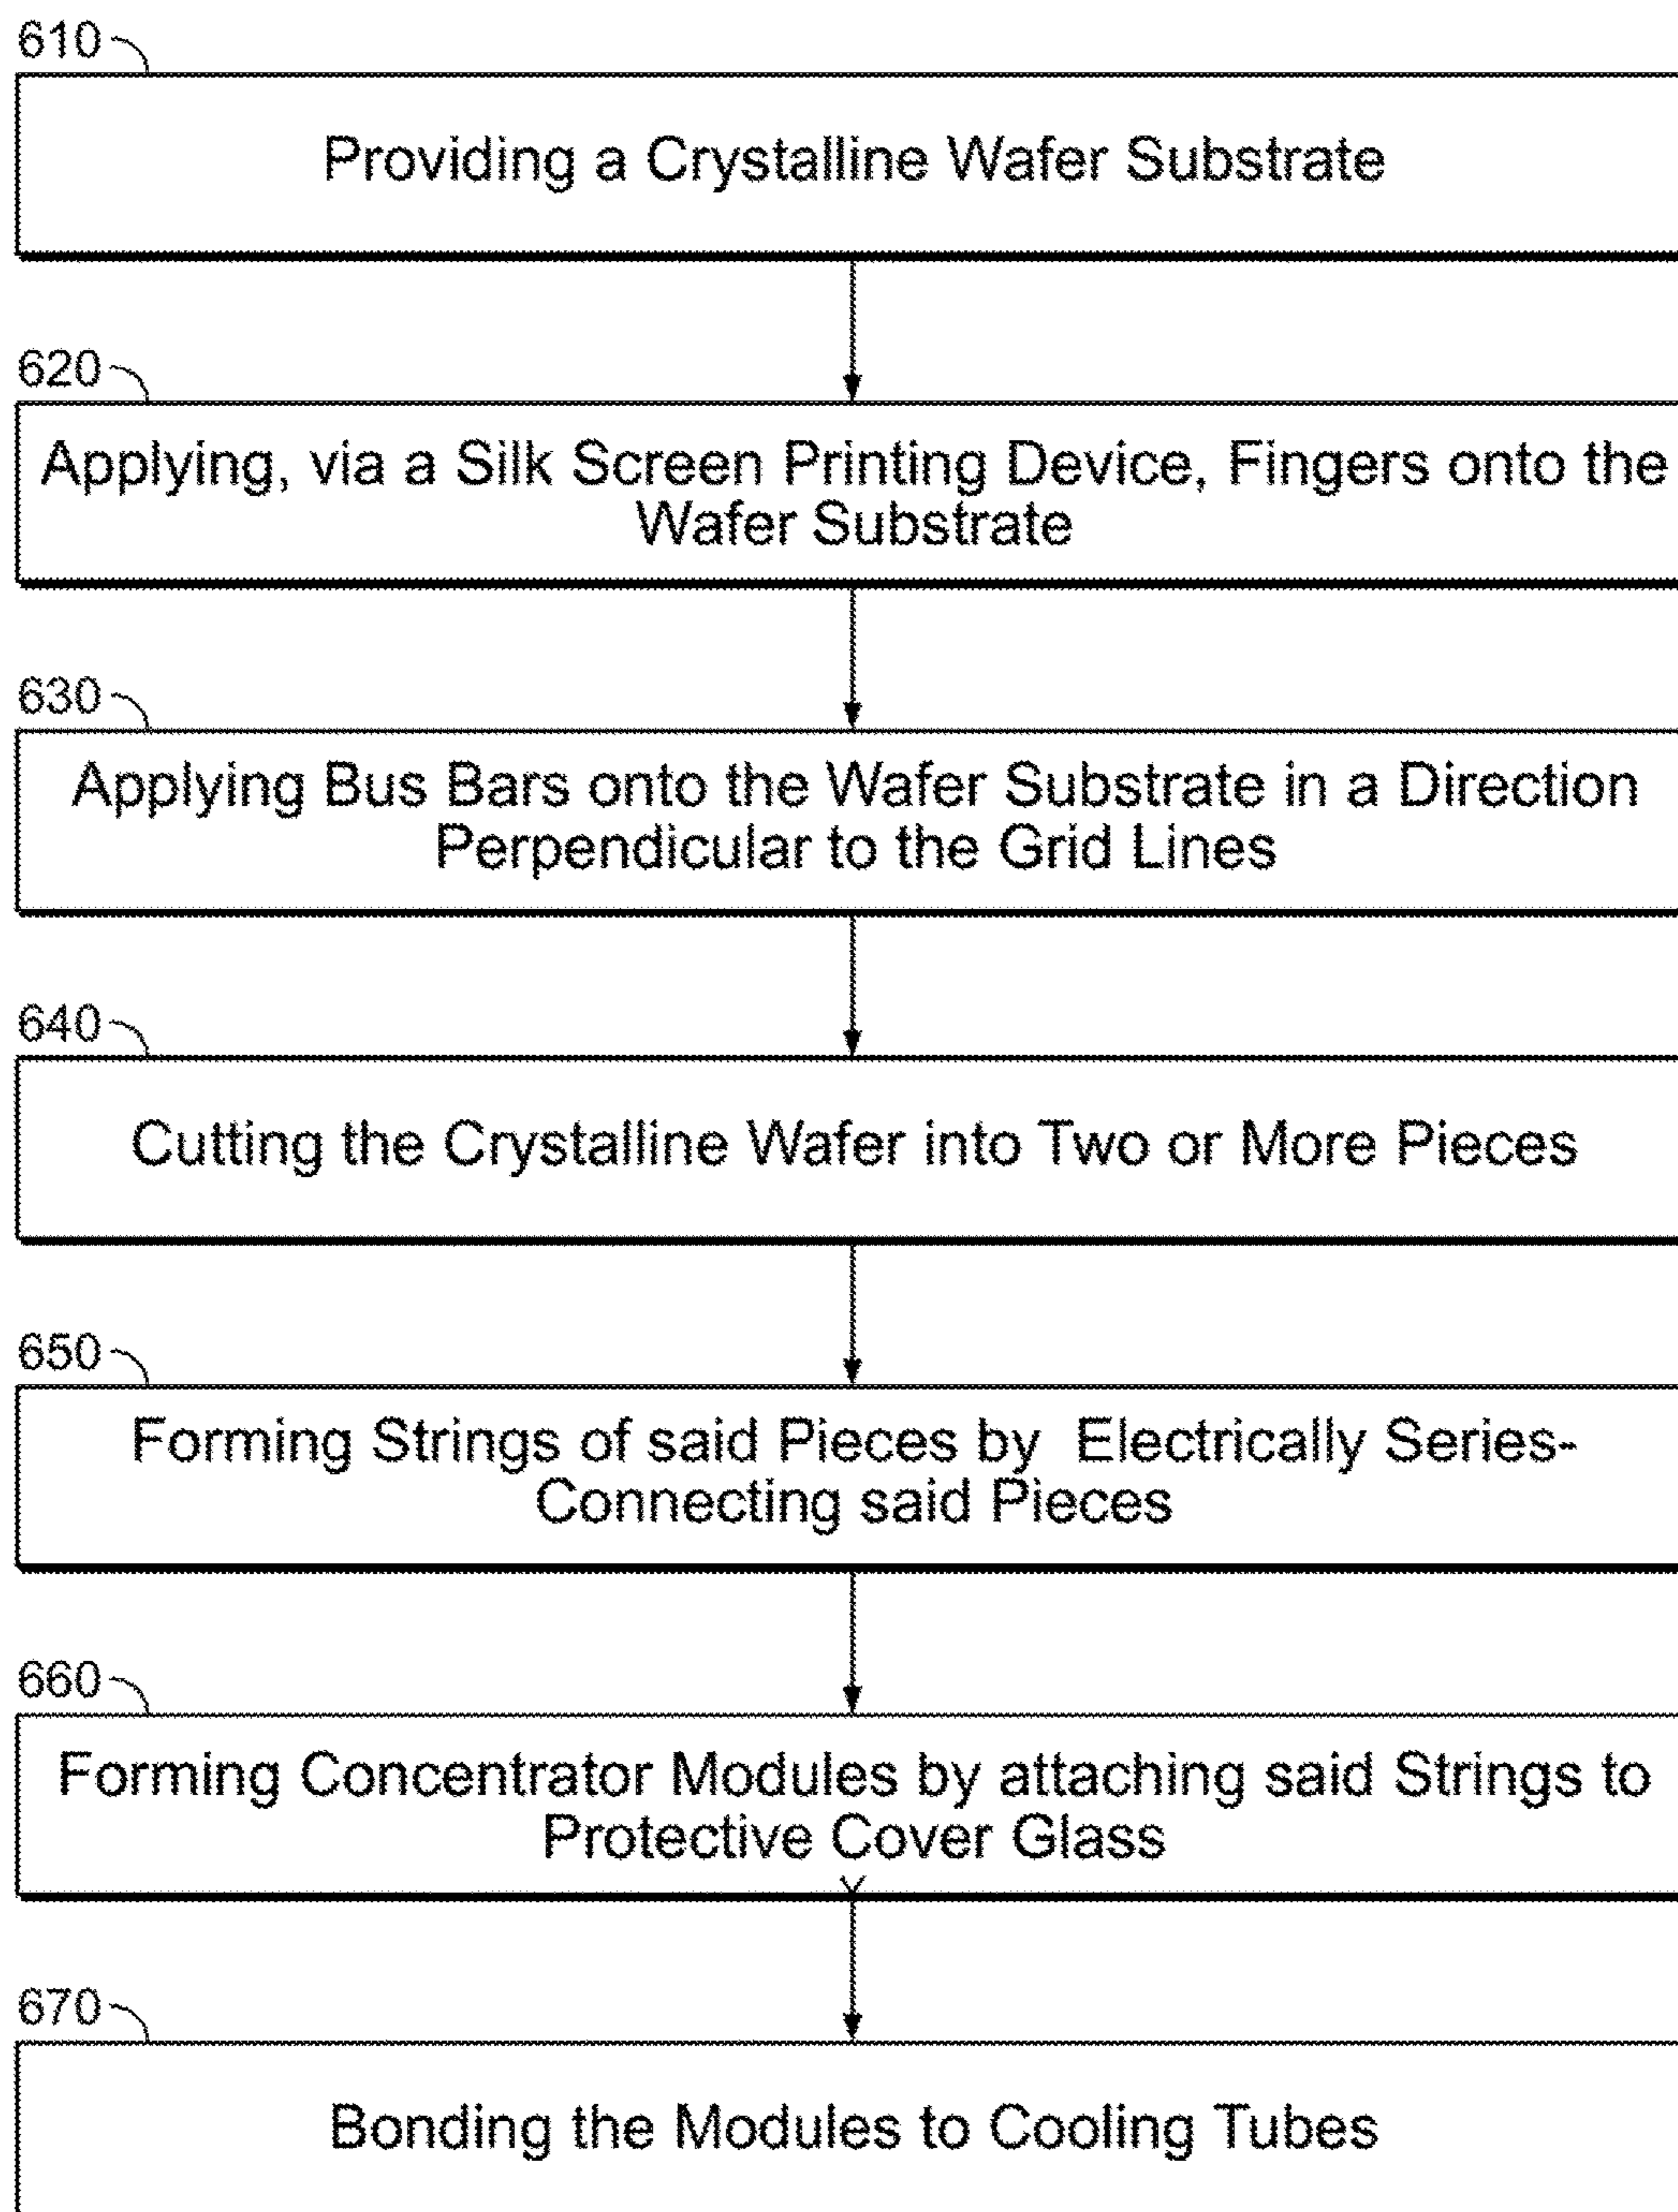 610
Providing a Crystalline Wafer Substrate
620
Applying, via a Silk Screen Printing Device, Fingers onto the
Wafer Substrate
630
Applying Bus Bars onto the Wafer Substrate in a Direction
Perpendicular to the Grid Lines
640
Cutting the Crystalline Wafer into Two or More Pieces
650
Forming Strings of said Pieces by  Electrically Series-
Connecting said Pieces
660
Forming Concentrator Modules by attaching said Strings to
Protective Cover Glass
670
Bonding the Modules to Cooling Tubes